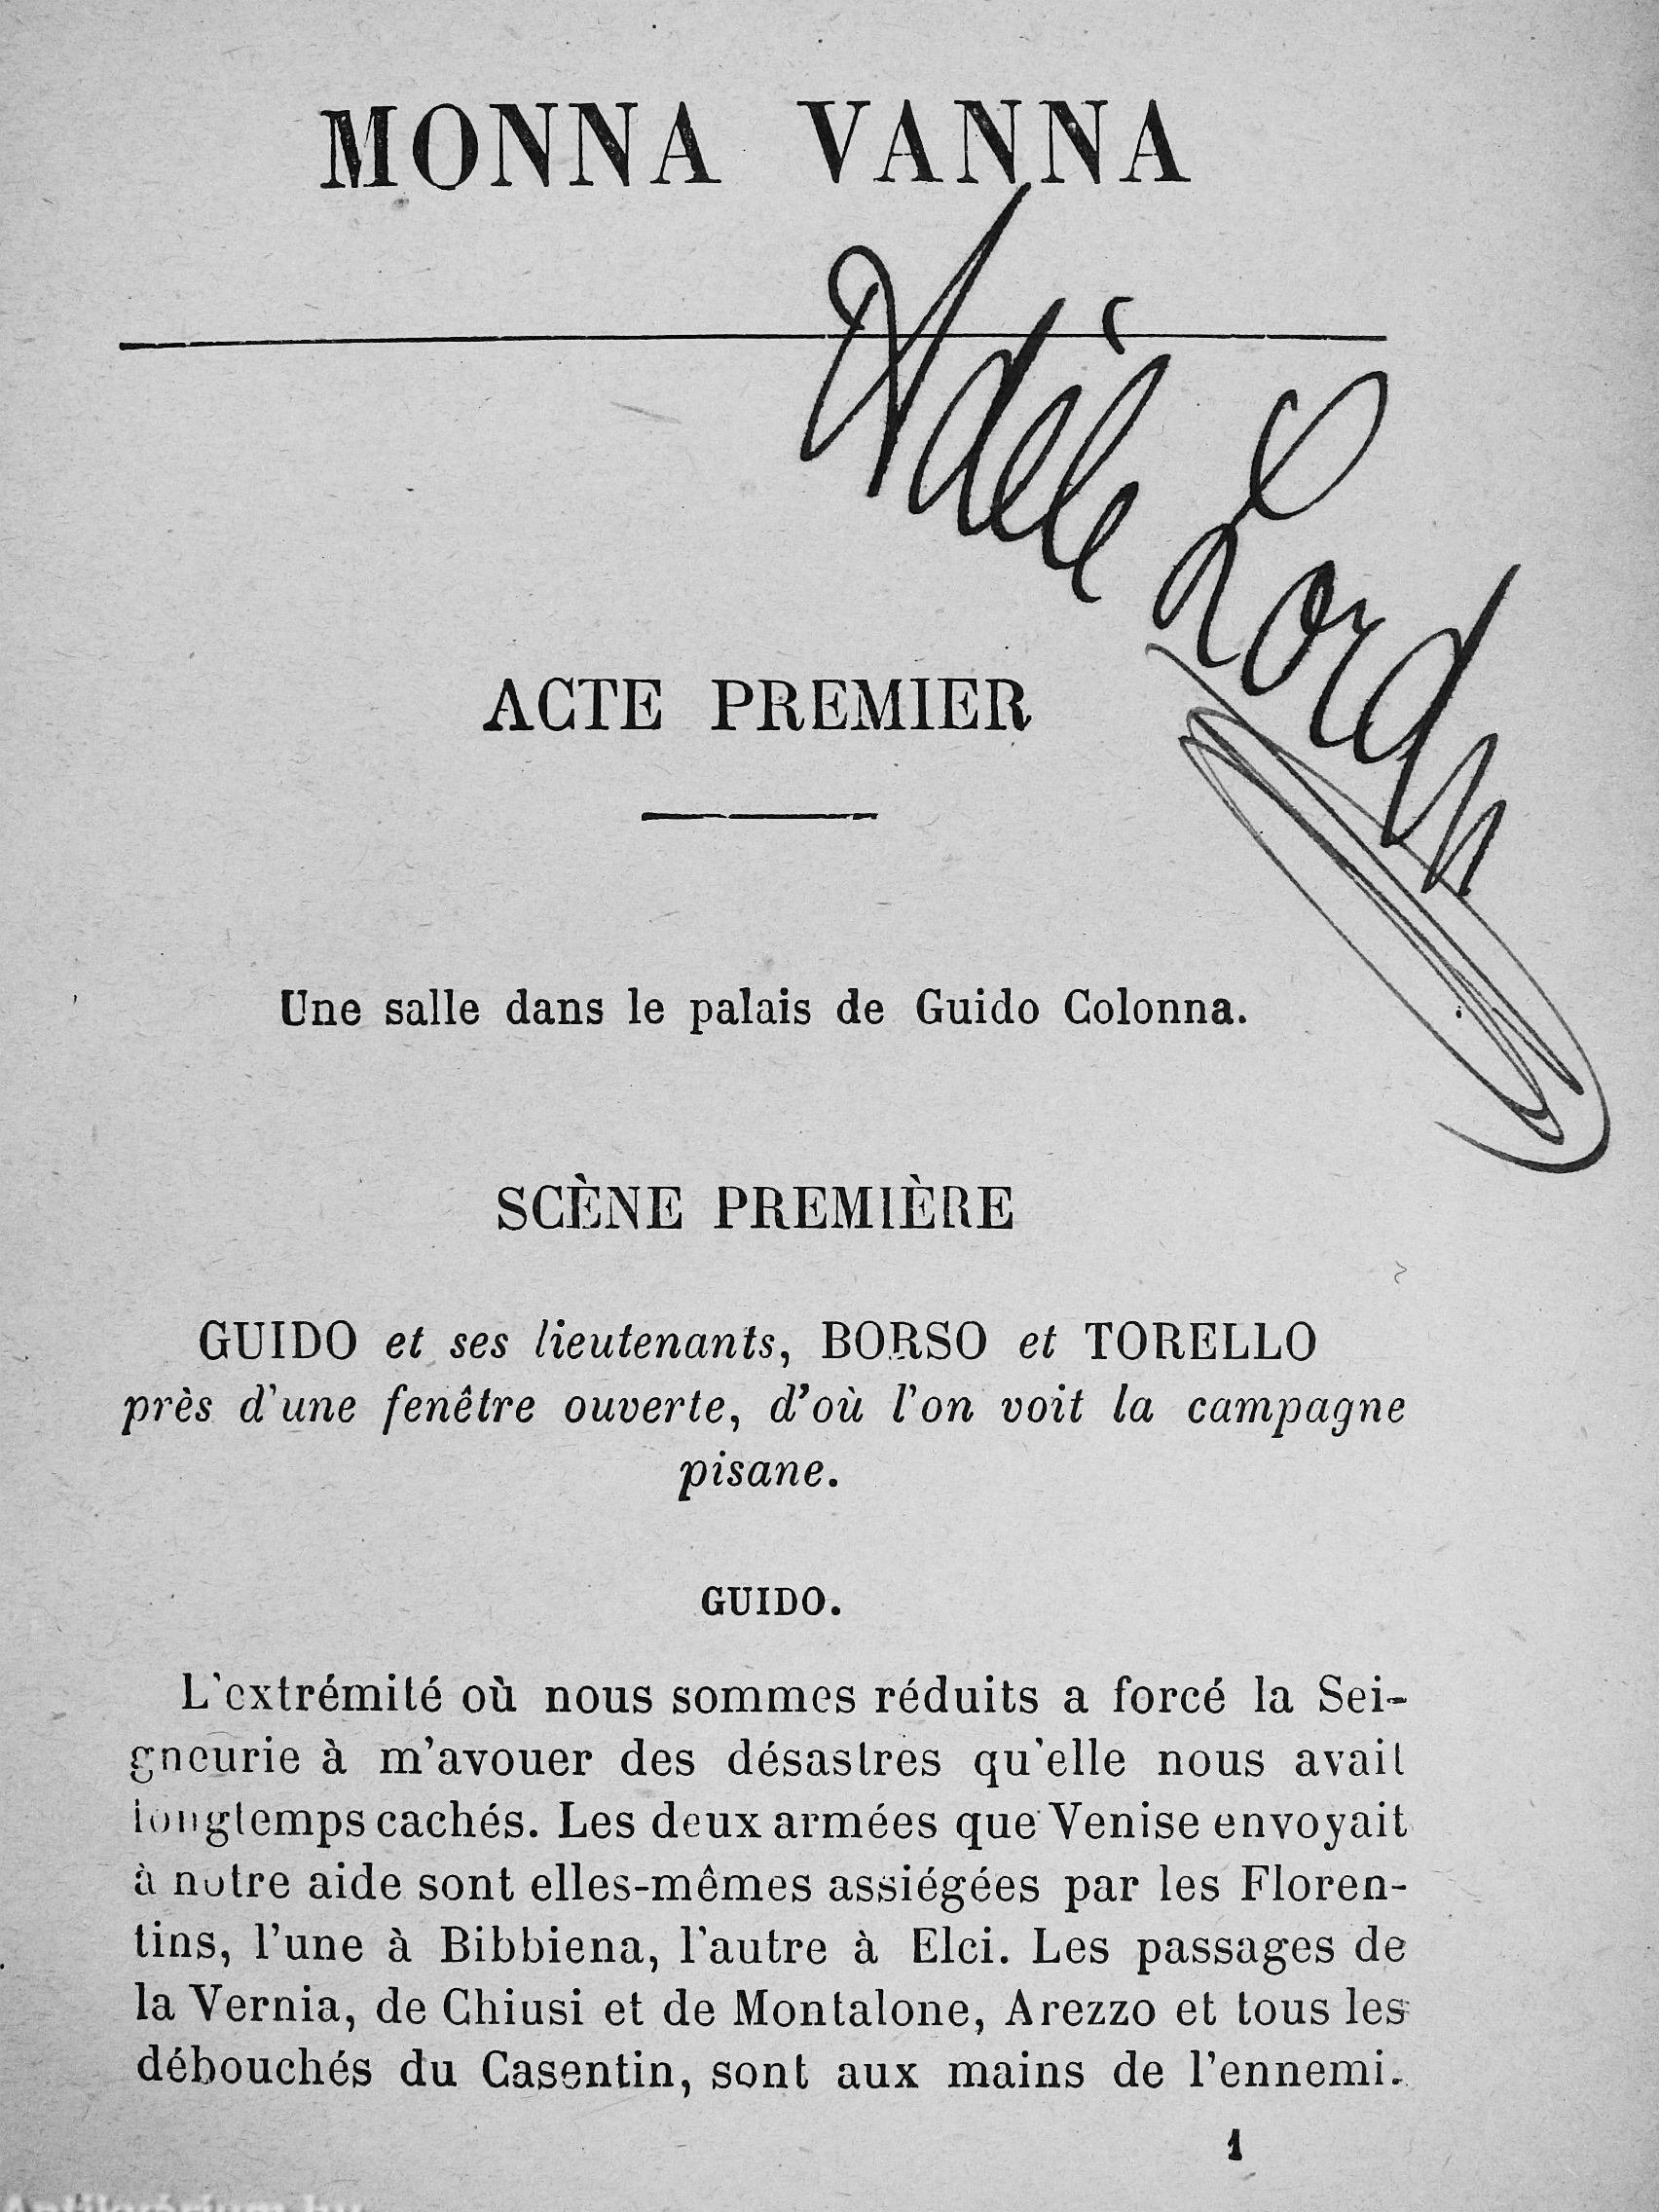 MONNA VANNA
Adèle
ACTE PREMIER
Une salle dans le palais de Guido Colonna.
SCÈNE PREMIÈRE
GUIDO et ses lieutenants, BORSO et TORELLO
près d'une fenêtre ouverte, d'où l'on voit la campagne
pisane.
GUIDO.
L'extrémité où nous sommes réduits a forcé la Sei-
gneurie à m'avouer des désastres qu'elle nous avait
longtemps cachés. Les deux armées que Venise envoyait
à notre aide sont elles-mêmes assiégées par les Floren-
tins, l'une à Bibbiena, l'autre à Elci. Les passages de
la Vernia, de Chiusi et de Montalone, Arezzo et tous les
débouchés du Casentin, sont aux mains de l'ennemi.
1